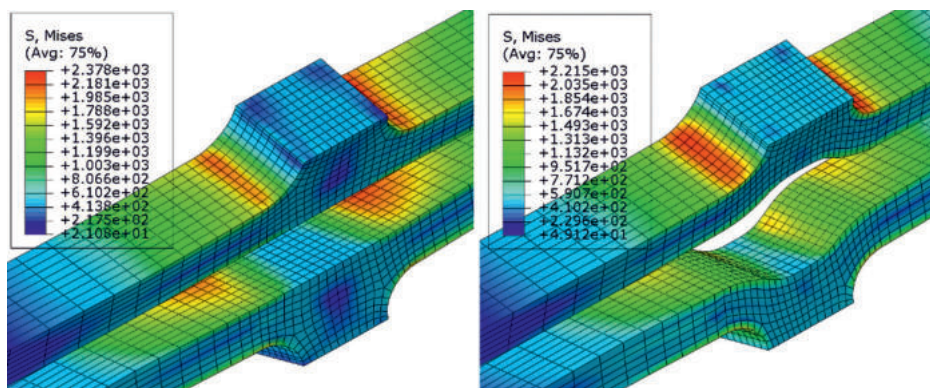 S, Mises
(Avg: 75%)
+2.378e+03
+2.181e+03
+1.985e+03
+1.788e+03
+1.592e+03
+1.396e+03
+1.199e+03
+1.003e+03
+8.066e+02
+6.102e+02
+4.138e+02
+2.175e+02
+2.108e+01
S, Mises
(Avg: 75%)
+2.215e+03
+2.035e+03
+1.854e+03
+1.674e+03
+1.493e+03
+1.313e+03
+1.132e+03
+9.517e+02
+7.712e+02
+5.907e+02
+4.102e+02
+2.296e+02
+4.912e+01